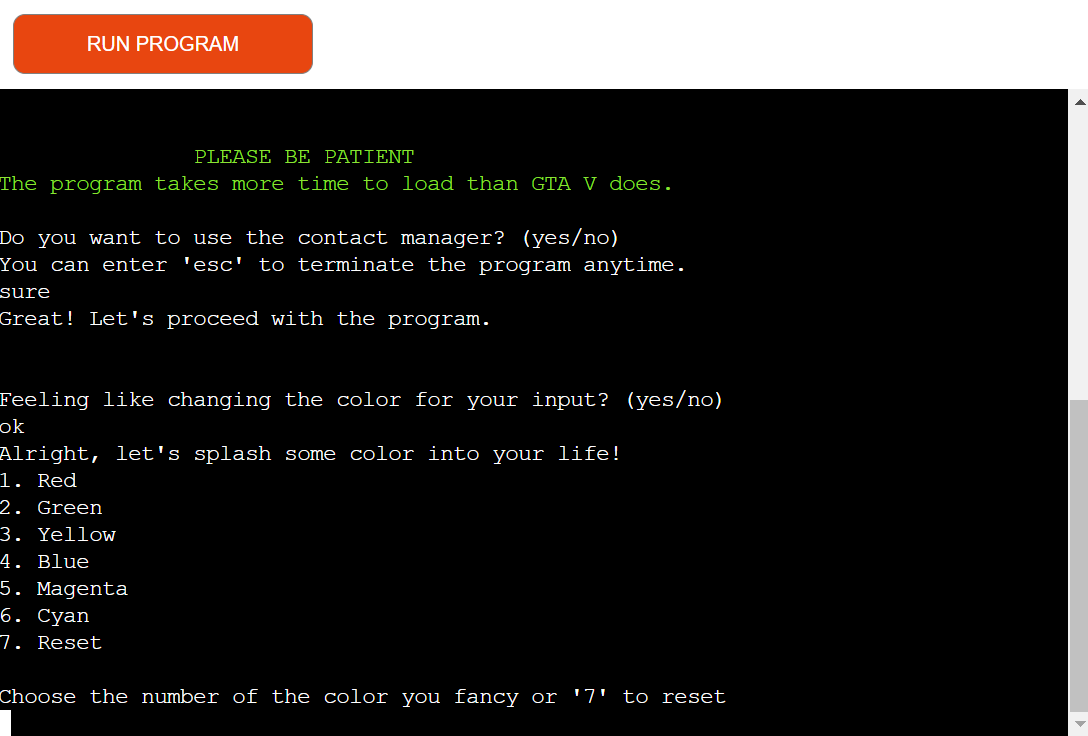 RUN PROGRAM
PLEASE BE PATIENT
The program takes more time to load than GTA V does.
Do you want to use the contact manager? (yes/no)
You can enter 'esc' to terminate the program anytime.
sure
Great! Let's proceed with the program.
Feeling like changing the color for your input? (yes/no)
ok
Alright, let's splash some color into your life!
1. Red
2. Green
3. Yellow
4. Blue
5. Magenta
6. Cyan
7. Reset
Choose the number of the color you fancy or '7' to reset